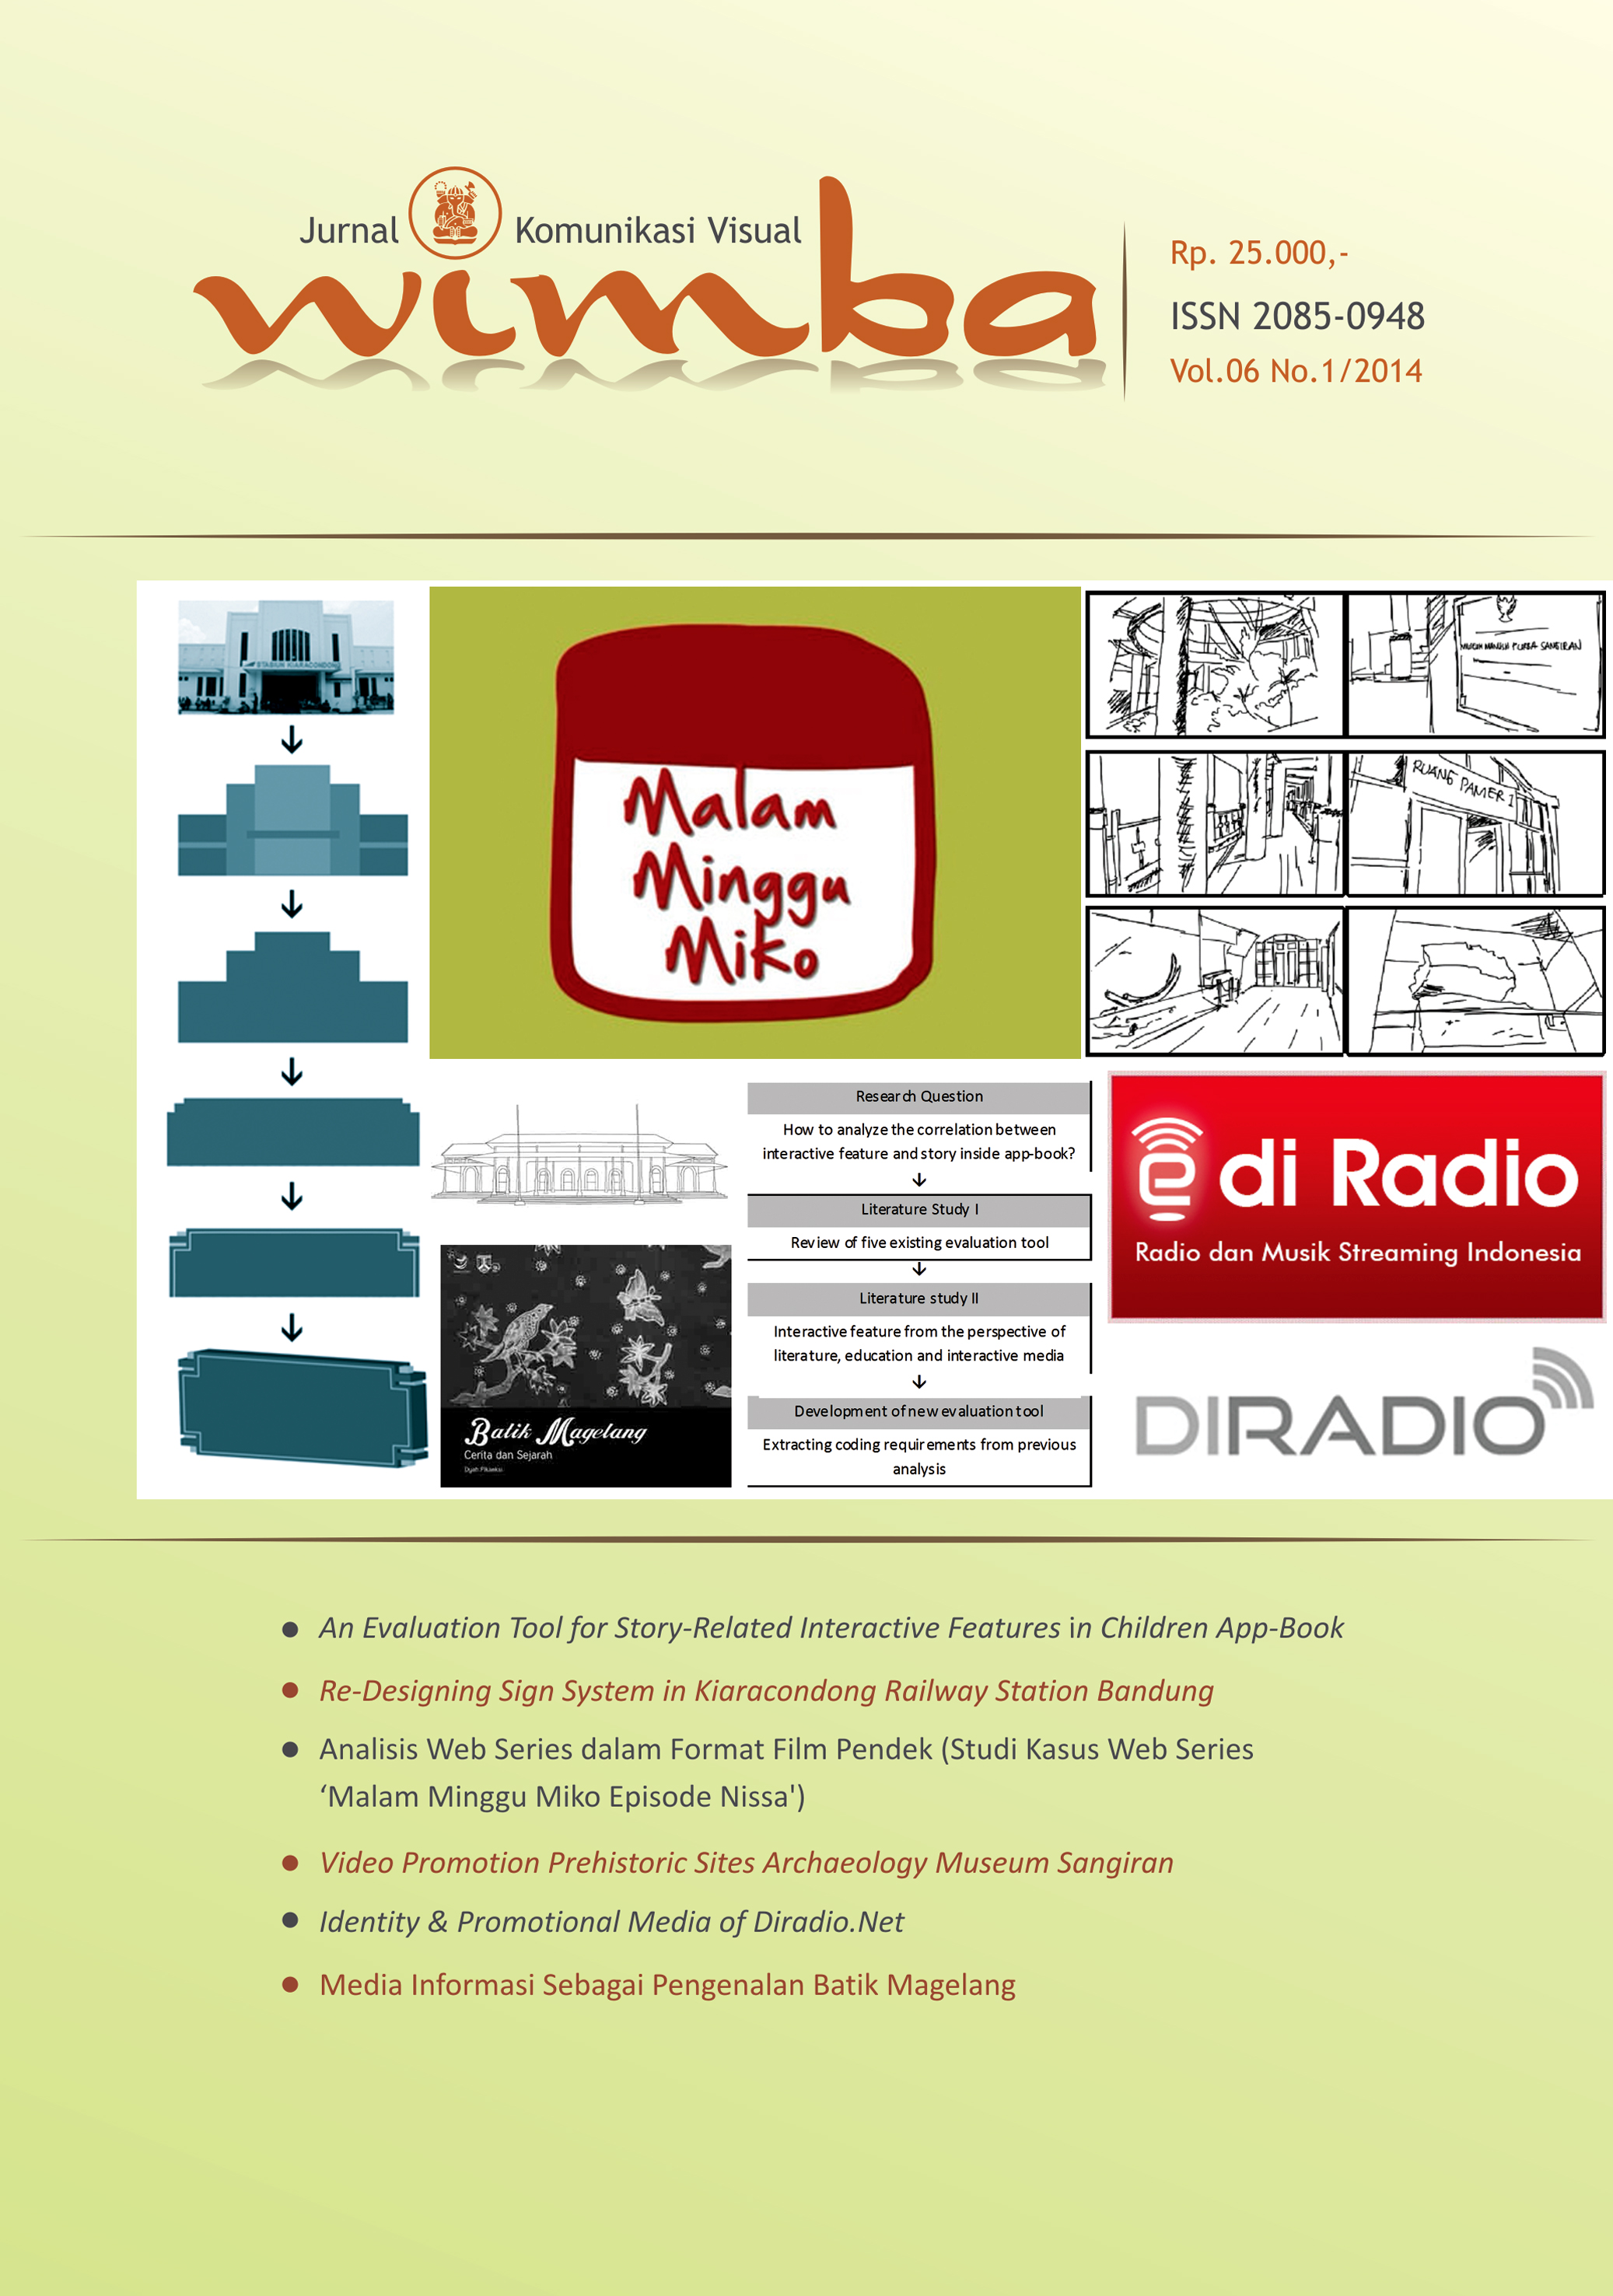 Jurnal Komunikasi Visual
wimba
Rp. 25.000,-
ISSN 2085-0948
Vol.06 No.1/2014
STASIUN KIARACONDONG
Malam
Minggu
Miko
MANUSIA PURBA SANGIRAN
RUANG PAMER 1
Research Question
How to analyze the correlation between
interactive feature and story inside app-book?
Literature Study I
Review of five existing evaluation tool
Literature study II
Interactive feature from the perspective of
literature, education and interactive media
Development of new evaluation tool
Extracting coding requirements from previous
analysis
Batik Magelang
Cerita dan Sejarah
e di Radio
Radio dan Musik Streaming Indonesia
DIRADIO
An Evaluation Tool for Story-Related Interactive Features in Children App-Book
Re-Designing Sign System in Kiaracondong Railway Station Bandung
Analisis Web Series dalam Format Film Pendek (Studi Kasus Web Series
‘Malam Minggu Miko Episode Nissa')
Video Promotion Prehistoric Sites Archaeology Museum Sangiran
Identity & Promotional Media of Diradio.Net
Media Informasi Sebagai Pengenalan Batik Magelang